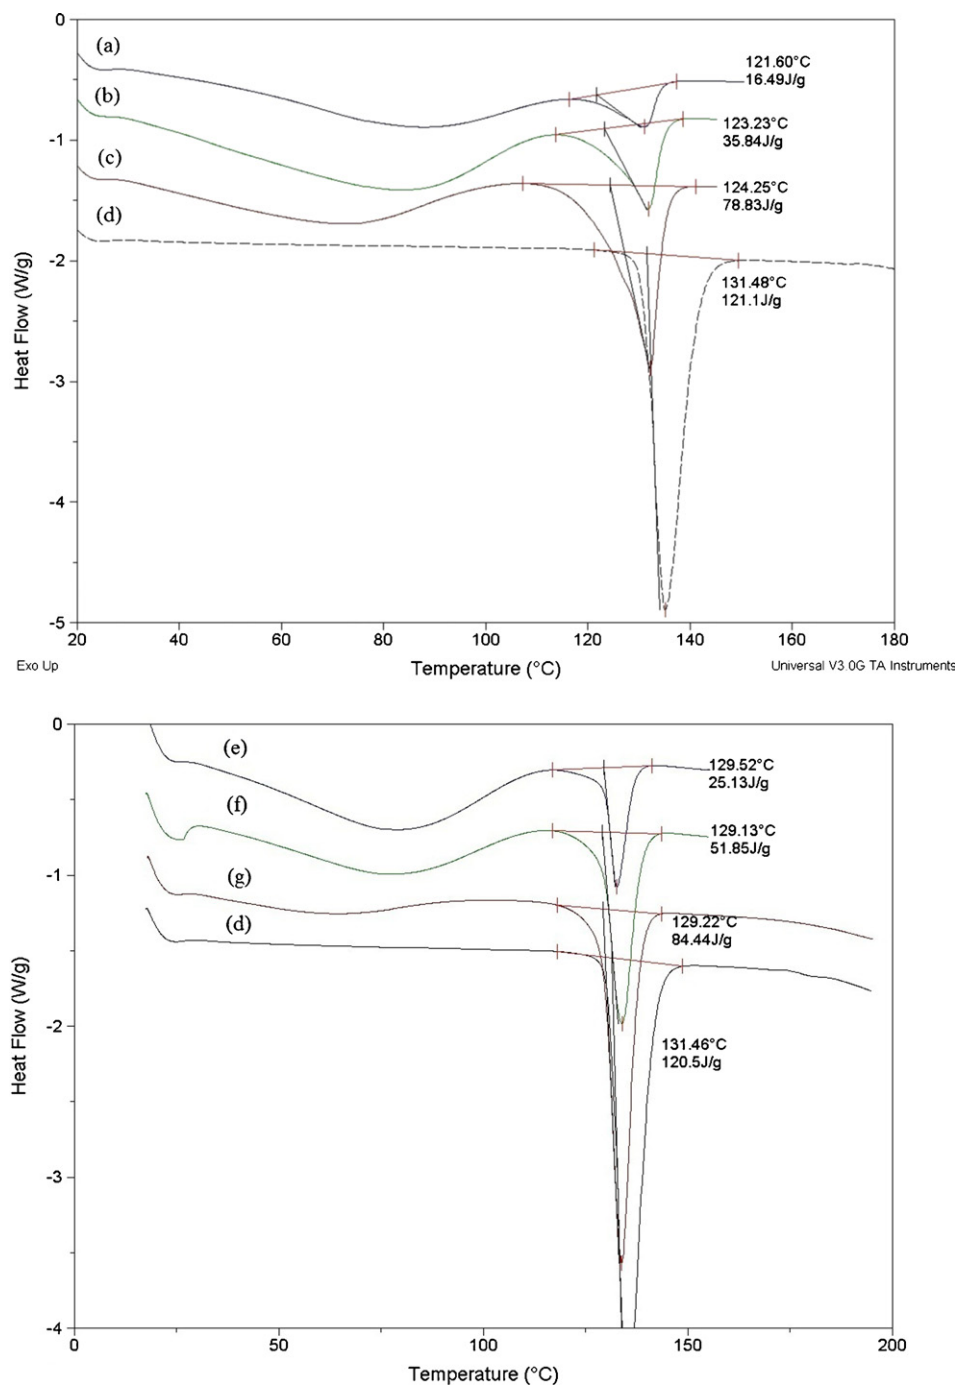 0
(a)
121.60°C
16.49J/g
(b)
123.23°C
35.84J/g
-1
(c)
124.25°C
78.83J/g
(d)
-2
131.48°C
121.1J/g
Heat Flow (W/g)
-3
-4
-5
20 40 60 80 100 120 140 160 180
Exo Up
Temperature (°C)
Universal V3.0G TA Instruments
0
(e)
129.52°C
25.13J/g
(f)
129.13°C
51.85J/g
-1
(g)
129.22°C
84.44J/g
(d)
-2
131.46°C
120.5J/g
Heat Flow (W/g)
-3
-4
0 50 100 150 200
Temperature (°C)